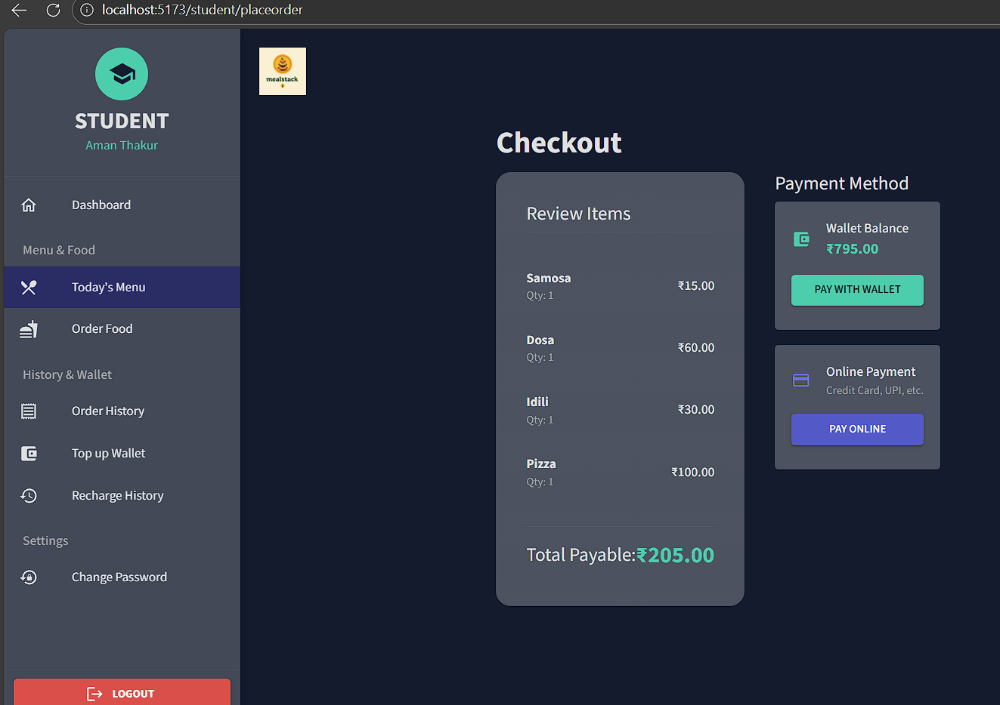 localhost:5173/student/placeorder
STUDENT
Aman Thakur
Dashboard
Menu & Food
Today's Menu
Order Food
History & Wallet
Order History
Top up Wallet
Recharge History
Settings
Change Password
LOGOUT
mealstack
Checkout
Review Items
Samosa
Qty: 1
₹15.00
Dosa
Qty: 1
₹60.00
Idili
Qty: 1
₹30.00
Pizza
Qty: 1
₹100.00
Total Payable:₹205.00
Payment Method
Wallet Balance
₹795.00
PAY WITH WALLET
Online Payment
Credit Card, UPI, etc.
PAY ONLINE